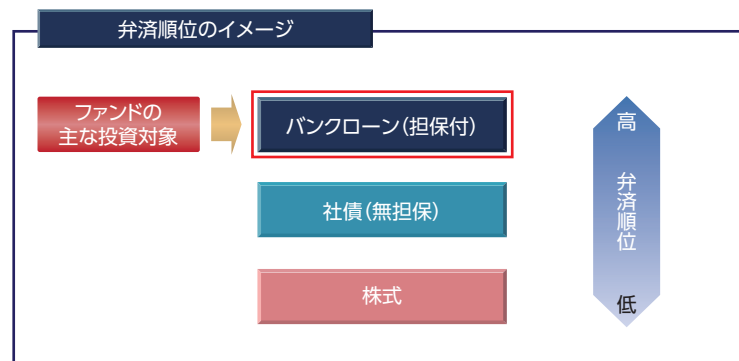 弁済順位のイメージ
ファンドの
主な投資対象
バンクローン(担保付)
社債(無担保)
株式
高
弁済順位
低